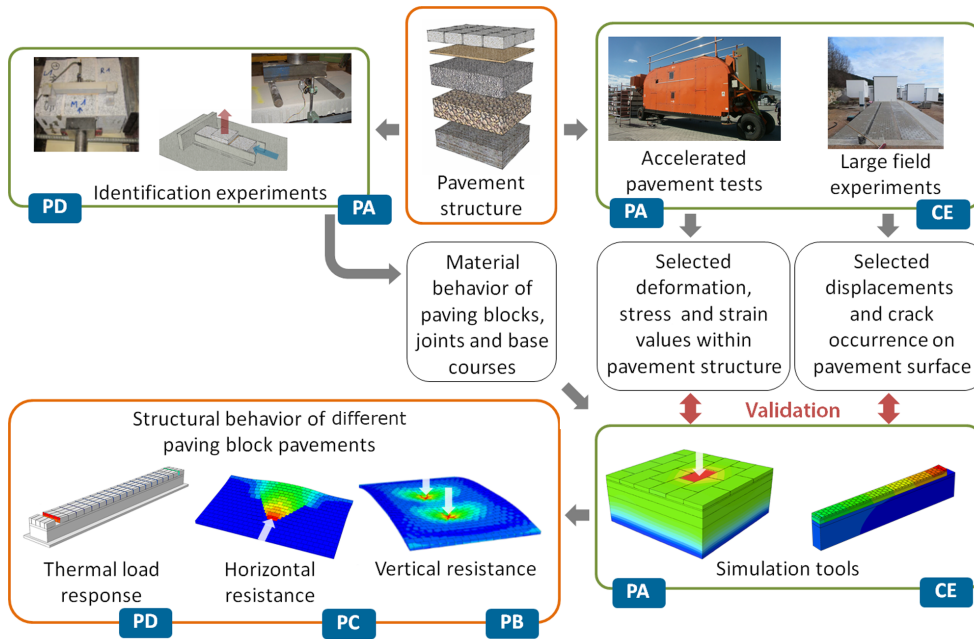 Identification experiments
PD
PA
Pavement
structure
Accelerated
pavement tests
Large field
experiments
PA
CE
Material
behavior of
paving blocks,
joints and base
courses
Selected
deformation,
stress and strain
values within
pavement structure
Selected
displacements
and crack
occurrence on
pavement surface
Validation
Structural behavior of different
paving block pavements
Thermal load
response
Horizontal
resistance
Vertical resistance
PD
PC
PB
Simulation tools
PA
CE